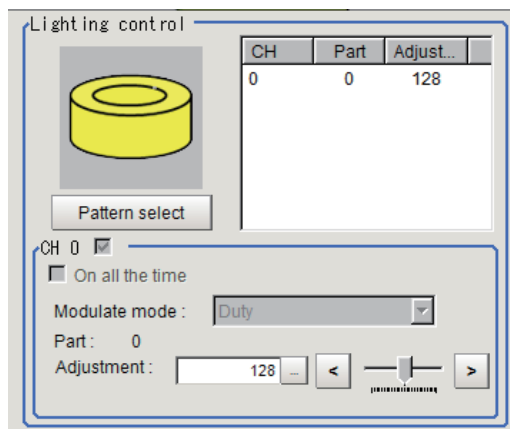 Lighting control
CH Part Adjust...
0 0 128
Pattern select
CH 0
On all the time
Modulate mode : Duty
Part : 0
Adjustment : 128 ... < >